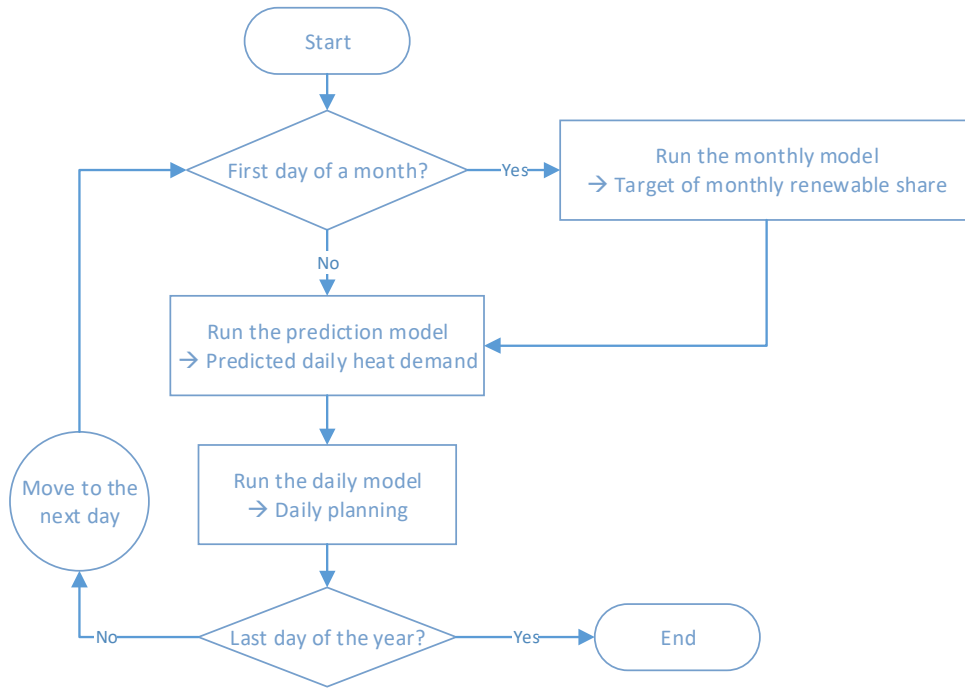 Start
First day of a month?
Yes
Run the monthly model
→ Target of monthly renewable share
No
Run the prediction model
→ Predicted daily heat demand
Run the daily model
→ Daily planning
Move to the
next day
No
Last day of the year?
Yes
End